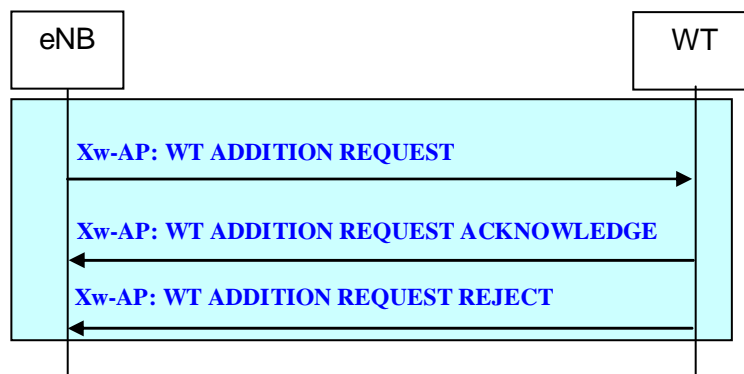 eNB
WT
Xw-AP: WT ADDITION REQUEST
Xw-AP: WT ADDITION REQUEST ACKNOWLEDGE
Xw-AP: WT ADDITION REQUEST REJECT